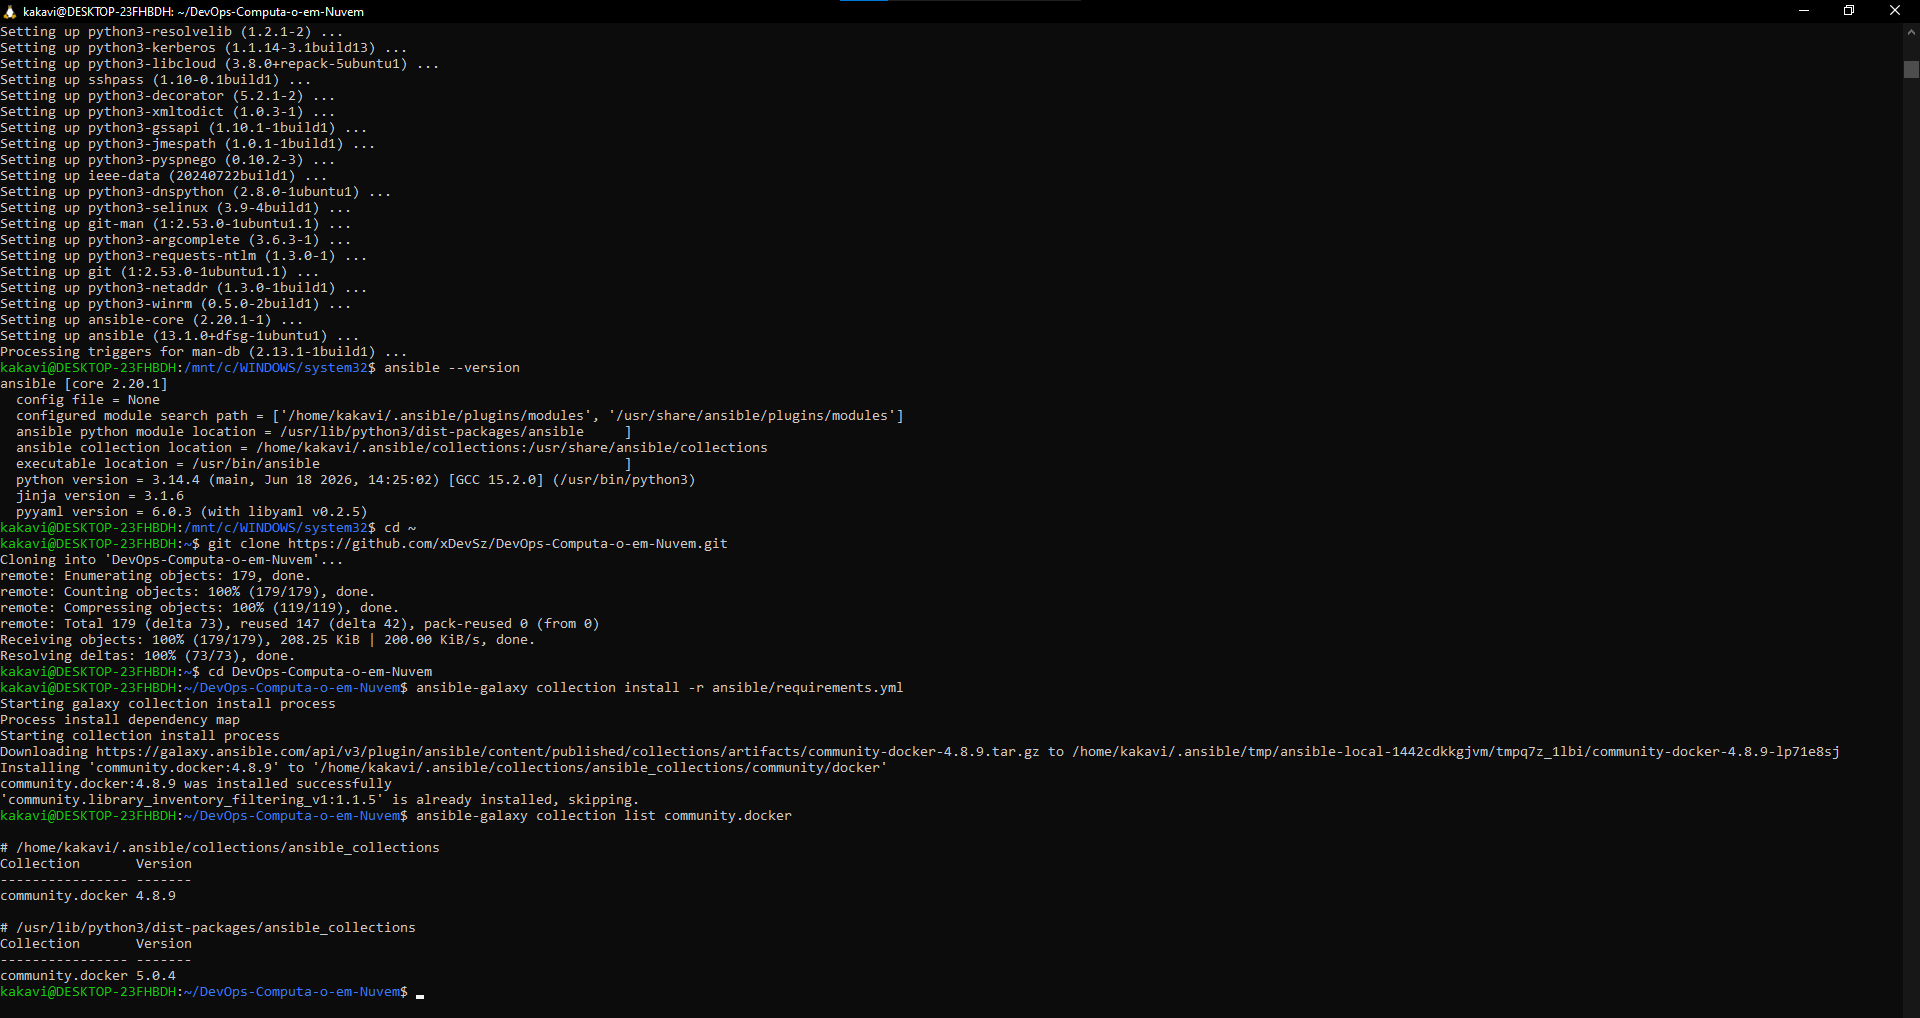 kakavi@DESKTOP-23FHBDH: ~/DevOps-Computa-o-em-Nuvem
Setting up python3-resolvelib (1.2.1-2) ...
Setting up python3-kerberos (1.1.14-3.1build13) ...
Setting up python3-libcloud (3.8.0+repack-5ubuntu1) ...
Setting up sshpass (1.10-0.1build1) ...
Setting up python3-decorator (5.2.1-2) ...
Setting up python3-xmltodict (1.0.3-1) ...
Setting up python3-gssapi (1.10.1-1build1) ...
Setting up python3-jmespath (1.0.1-1build1) ...
Setting up python3-pyspnego (0.10.2-3) ...
Setting up ieee-data (20240722build1) ...
Setting up python3-dnspython (2.8.0-1ubuntu1) ...
Setting up python3-selinux (3.9-4build1) ...
Setting up git-man (1:2.53.0-1ubuntu1.1) ...
Setting up python3-argcomplete (3.6.3-1) ...
Setting up python3-requests-ntlm (1.3.0-1) ...
Setting up git (1:2.53.0-1ubuntu1.1) ...
Setting up python3-netaddr (1.3.0-1build1) ...
Setting up python3-winrm (0.5.0-2build1) ...
Setting up ansible-core (2.20.1-1) ...
Setting up ansible (13.1.0+dfsg-1ubuntu1) ...
Processing triggers for man-db (2.13.1-1build1) ...
kakavi@DESKTOP-23FHBDH:/mnt/c/WINDOWS/system32$ ansible --version
ansible [core 2.20.1]
  config file = None
  configured module search path = ['/home/kakavi/.ansible/plugins/modules', '/usr/share/ansible/plugins/modules']
  ansible python module location = /usr/lib/python3/dist-packages/ansible     ]
  ansible collection location = /home/kakavi/.ansible/collections:/usr/share/ansible/collections
  executable location = /usr/bin/ansible                                      ]
  python version = 3.14.4 (main, Jun 18 2026, 14:25:02) [GCC 15.2.0] (/usr/bin/python3)
  jinja version = 3.1.6
  pyyaml version = 6.0.3 (with libyaml v0.2.5)
kakavi@DESKTOP-23FHBDH:/mnt/c/WINDOWS/system32$ cd ~
kakavi@DESKTOP-23FHBDH:~$ git clone https://github.com/xDevSz/DevOps-Computa-o-em-Nuvem.git
Cloning into 'DevOps-Computa-o-em-Nuvem'...
remote: Enumerating objects: 179, done.
remote: Counting objects: 100% (179/179), done.
remote: Compressing objects: 100% (119/119), done.
remote: Total 179 (delta 73), reused 147 (delta 42), pack-reused 0 (from 0)
Receiving objects: 100% (179/179), 208.25 KiB | 200.00 KiB/s, done.
Resolving deltas: 100% (73/73), done.
kakavi@DESKTOP-23FHBDH:~$ cd DevOps-Computa-o-em-Nuvem
kakavi@DESKTOP-23FHBDH:~/DevOps-Computa-o-em-Nuvem$ ansible-galaxy collection install -r ansible/requirements.yml
Starting galaxy collection install process
Process install dependency map
Starting collection install process
Downloading https://galaxy.ansible.com/api/v3/plugin/ansible/content/published/collections/artifacts/community-docker-4.8.9.tar.gz to /home/kakavi/.ansible/tmp/ansible-local-1442cdkkgjvm/tmpq7z_1lbi/community-docker-4.8.9-lp71e8sj
Installing 'community.docker:4.8.9' to '/home/kakavi/.ansible/collections/ansible_collections/community/docker'
community.docker:4.8.9 was installed successfully
'community.library_inventory_filtering_v1:1.1.5' is already installed, skipping.
kakavi@DESKTOP-23FHBDH:~/DevOps-Computa-o-em-Nuvem$ ansible-galaxy collection list community.docker

# /home/kakavi/.ansible/collections/ansible_collections
Collection       Version
---------------- -------
community.docker 4.8.9

# /usr/lib/python3/dist-packages/ansible_collections
Collection       Version
---------------- -------
community.docker 5.0.4
kakavi@DESKTOP-23FHBDH:~/DevOps-Computa-o-em-Nuvem$